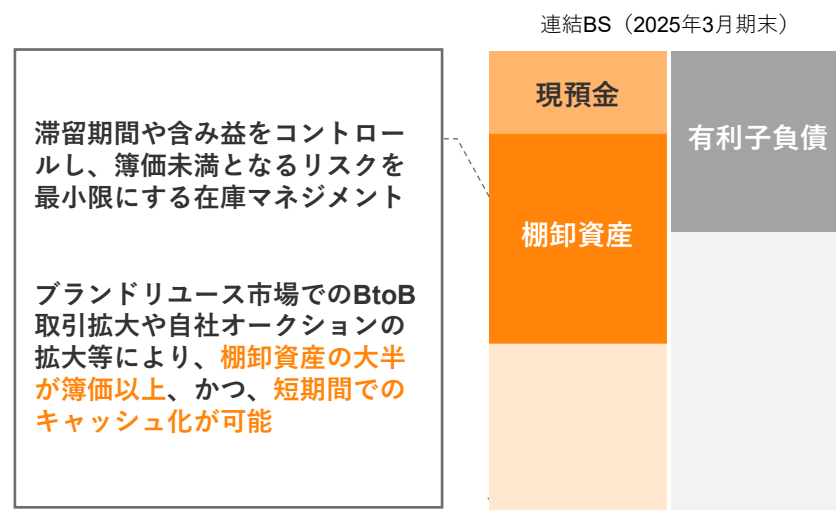 連結BS（2025年3月期末）
滞留期間や含み益をコントロー
ルし、簿価未満となるリスクを
最小限にする在庫マネジメント
ブランドリユース市場でのBtoB
取引拡大や自社オークションの
拡大等により、棚卸資産の大半
が簿価以上、かつ、短期間での
キャッシュ化が可能
現預金
棚卸資産
有利子負債